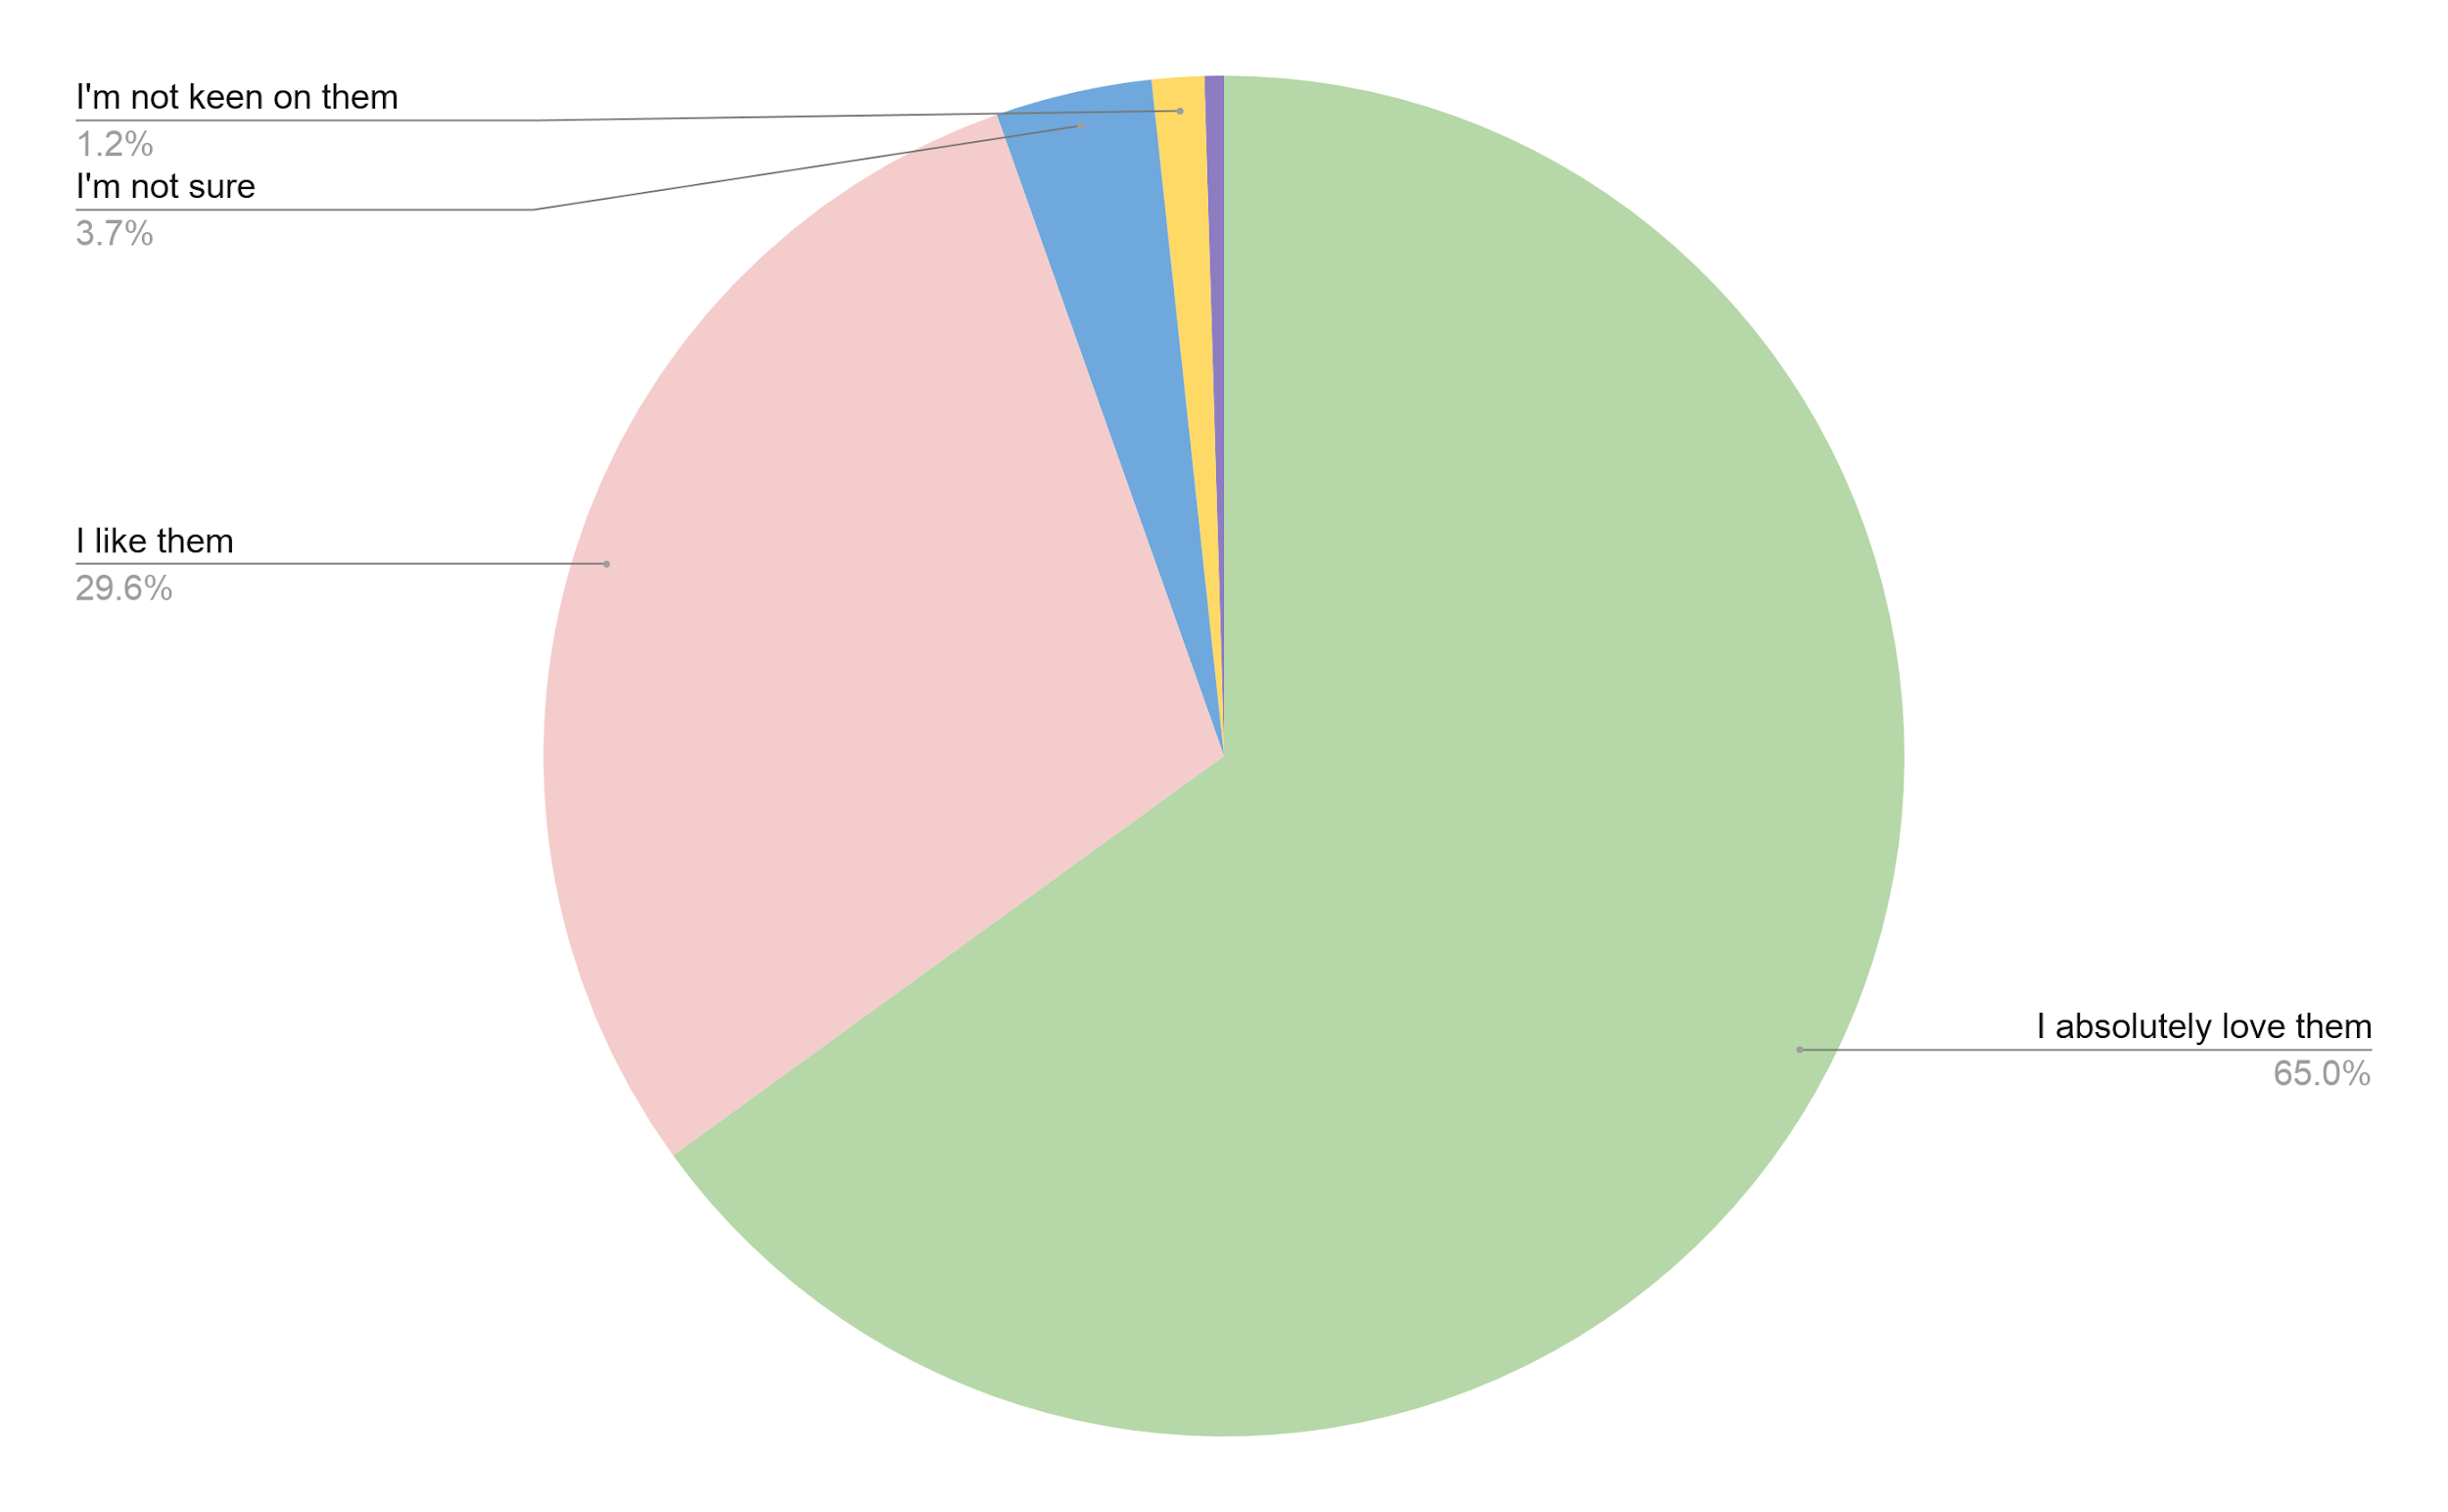 I'm not keen on them
1.2%
I'm not sure
3.7%
I like them
29.6%
I absolutely love them
65.0%